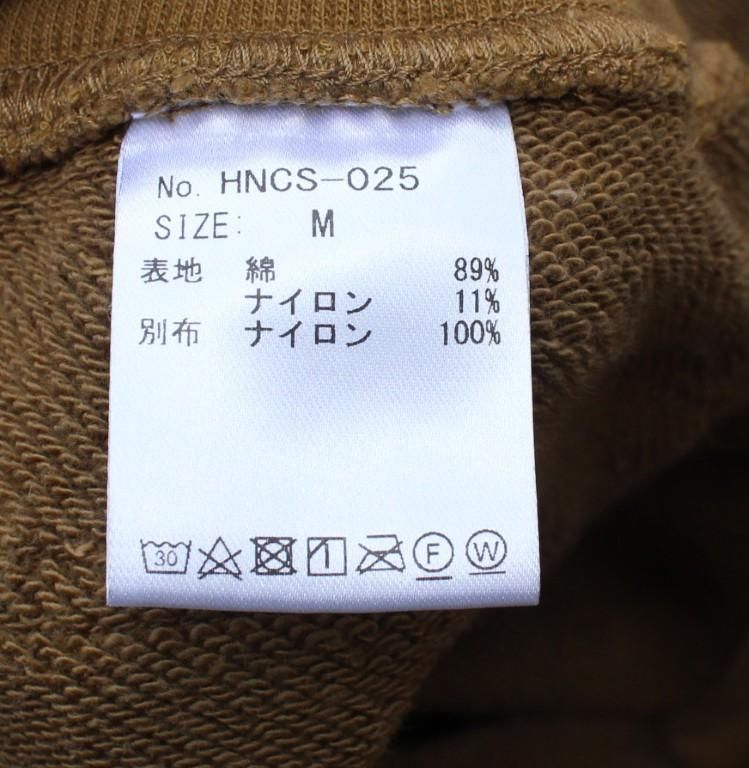 No. HNCS-025
SIZE: M
表地 綿 89%
ナイロン 11%
別布 ナイロン 100%
30 F W